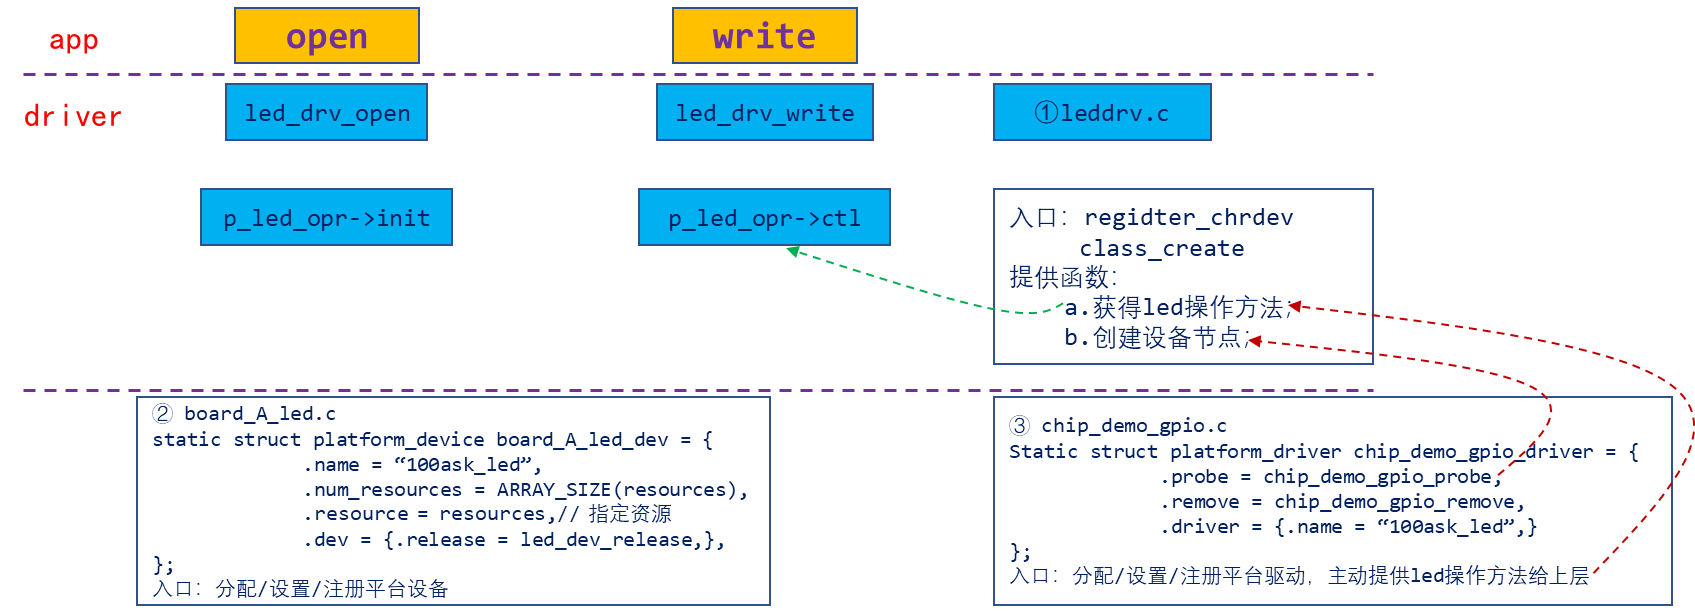 app
open
write
driver
led_drv_open
led_drv_write
①leddrv.c
p_led_opr->init
p_led_opr->ctl
入口：regidter_chrdev
class_create
提供函数：
a.获得led操作方法；
b.创建设备节点；
② board_A_led.c
static struct platform_device board_A_led_dev = {
.name = “100ask_led”,
.num_resources = ARRAY_SIZE(resources),
.resource = resources,// 指定资源
.dev = {.release = led_dev_release,},
};
入口：分配/设置/注册平台设备
③ chip_demo_gpio.c
Static struct platform_driver chip_demo_gpio_driver = {
.probe = chip_demo_gpio_probe,
.remove = chip_demo_gpio_remove,
.driver = {.name = “100ask_led”,}
};
入口：分配/设置/注册平台驱动，主动提供led操作方法给上层